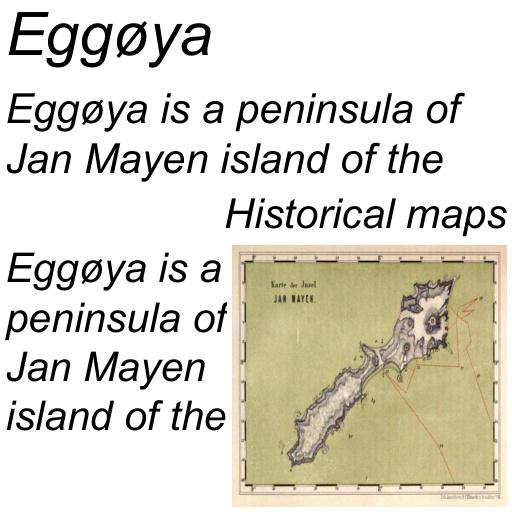 Eggøya
Eggøya is a peninsula of
Jan Mayen island of the
Historical maps
Eggøya is a
peninsula of
Jan Mayen
island of the
Karte der Insel
JAN MAYEN.